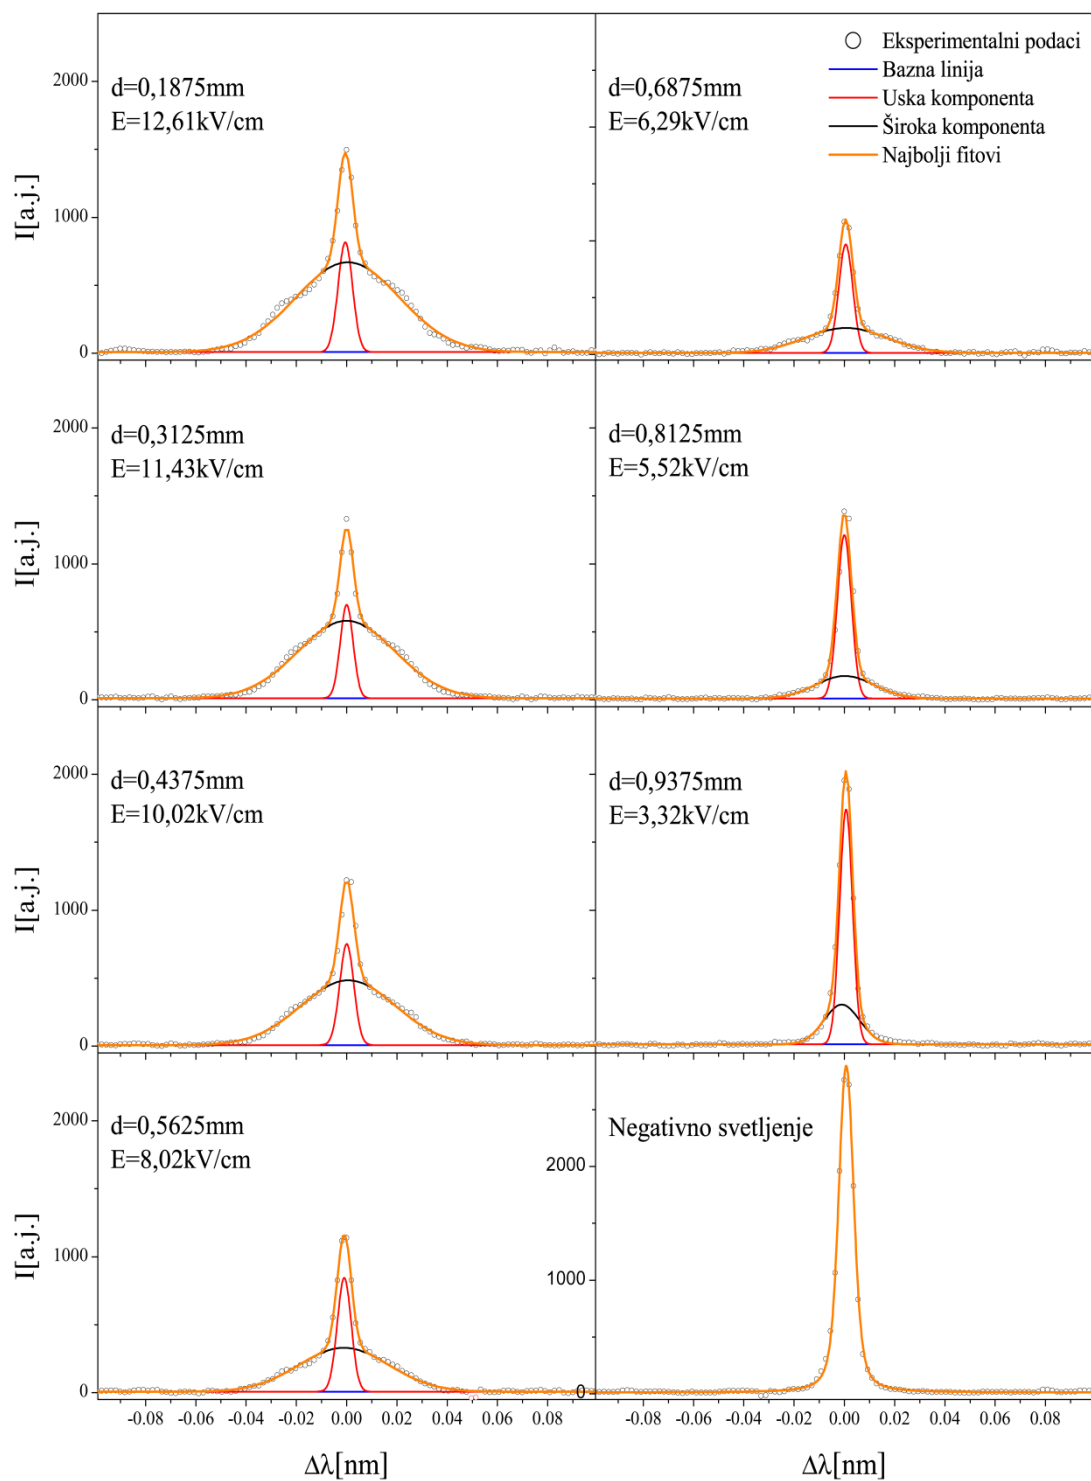 d=0,1875mm
E=12,61kV/cm
I[a.j.]
2000
1000
0
d=0,6875mm
E=6,29kV/cm
Eksperimentalni podaci
Bazna linija
Uska komponenta
Široka komponenta
Najbolji fitovi
d=0,3125mm
E=11,43kV/cm
I[a.j.]
2000
1000
0
d=0,8125mm
E=5,52kV/cm
d=0,4375mm
E=10,02kV/cm
I[a.j.]
2000
1000
0
d=0,9375mm
E=3,32kV/cm
d=0,5625mm
E=8,02kV/cm
I[a.j.]
2000
1000
0
-0.08 -0.06 -0.04 -0.02 0.00 0.02 0.04 0.06 0.08
Δλ[nm]
Negativno svetljenje
2000
1000
0
-0.08 -0.06 -0.04 -0.02 0.00 0.02 0.04 0.06 0.08
Δλ[nm]